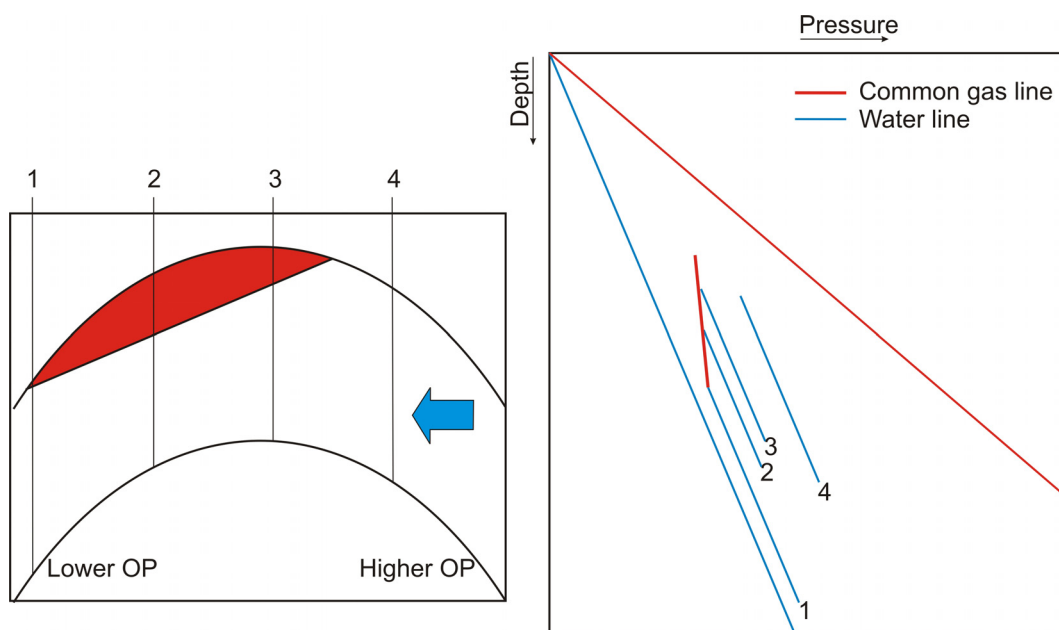 1 2 3 4
Lower OP Higher OP
Pressure
Depth
Common gas line
Water line
3
2
4
1